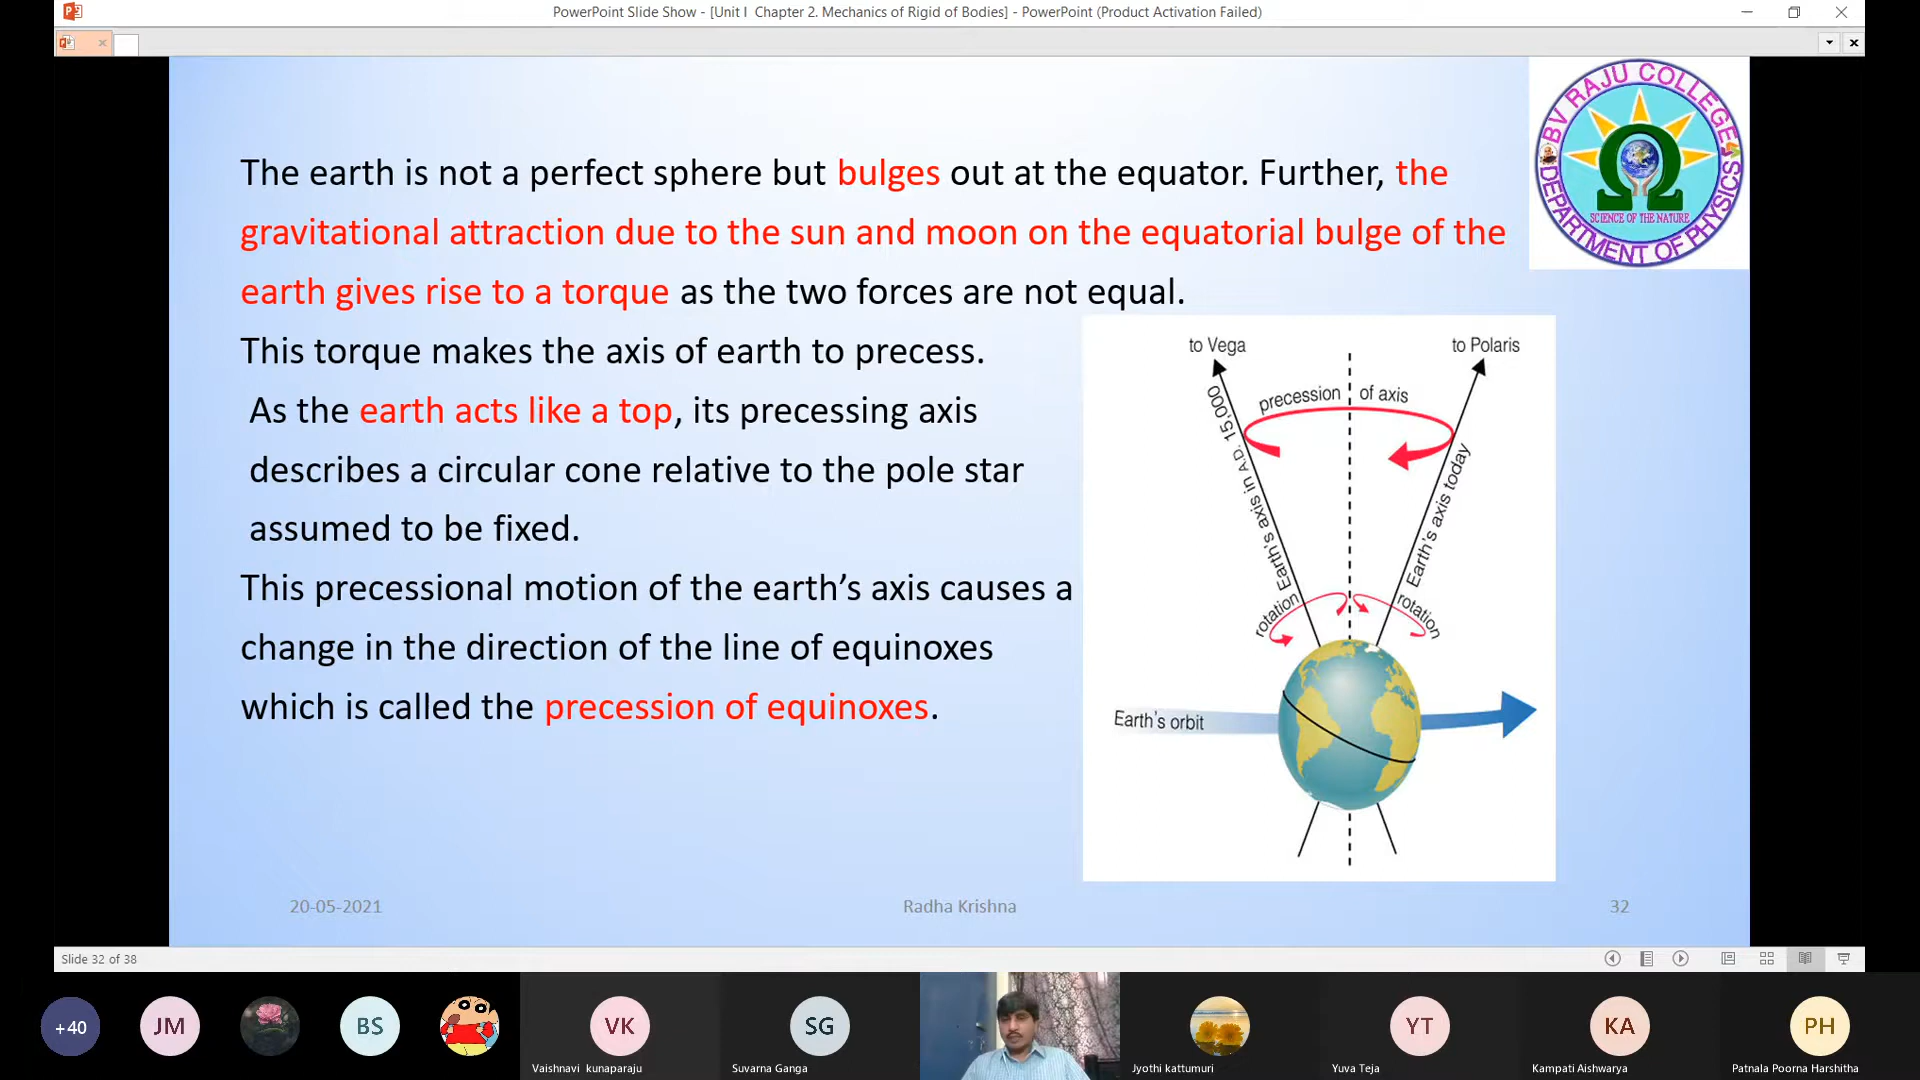 PowerPoint Slide Show - [Unit I  Chapter 2. Mechanics of Rigid of Bodies] - PowerPoint (Product Activation Failed)
BV RAJU COLLEGE
SCIENCE OF THE NATURE
DEPARTMENT OF PHYSICS
The earth is not a perfect sphere but bulges out at the equator. Further, the
gravitational attraction due to the sun and moon on the equatorial bulge of the
earth gives rise to a torque as the two forces are not equal.
This torque makes the axis of earth to precess.
As the earth acts like a top, its precessing axis
describes a circular cone relative to the pole star
assumed to be fixed.
This precessional motion of the earth’s axis causes a
change in the direction of the line of equinoxes
which is called the precession of equinoxes.
to Vega
to Polaris
precession of axis
Earth's axis in A.D. 15,000
Earth's axis today
rotation
rotation
Earth's orbit
20-05-2021
Radha Krishna
32
Slide 32 of 38
+40
JM
BS
VK
SG
YT
KA
PH
Vaishnavi kunaparaju
Suvarna Ganga
Jyothi kattumuri
Yuva Teja
Kampati Aishwarya
Patnala Poorna Harshitha